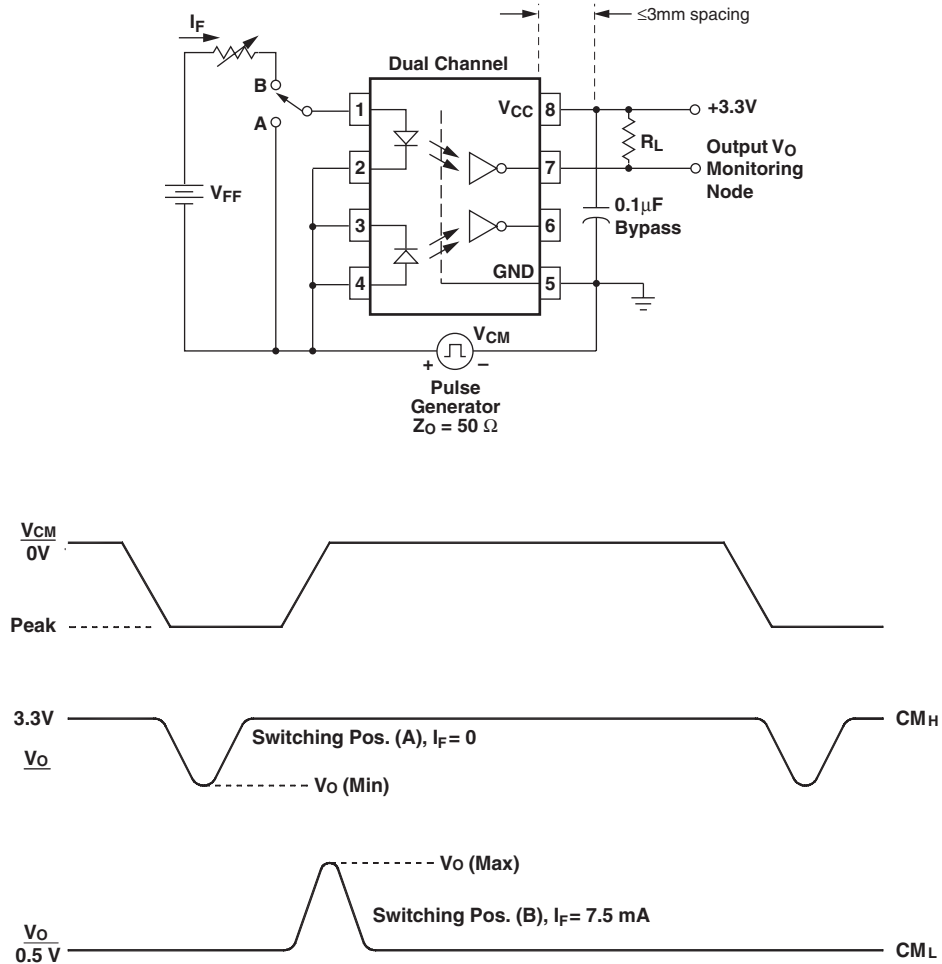 ≤3mm spacing
IF
Dual Channel
B
A
1
VCC
8
+3.3V
RL
2
7
Output VO
Monitoring
Node
VFF
3
6
0.1µF
Bypass
4
GND
5
VCM
+
–
Pulse
Generator
ZO = 50 Ω
VCM
0V
Peak
3.3V
CMH
Switching Pos. (A), IF = 0
VO
VO (Min)
VO (Max)
Switching Pos. (B), IF = 7.5 mA
VO
0.5 V
CML